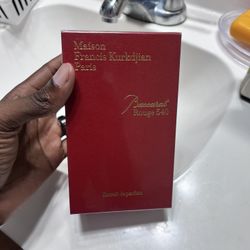 Maison
Francis Kurkdjian
Paris
Baccarat
Rouge 540
Extrait de parfum